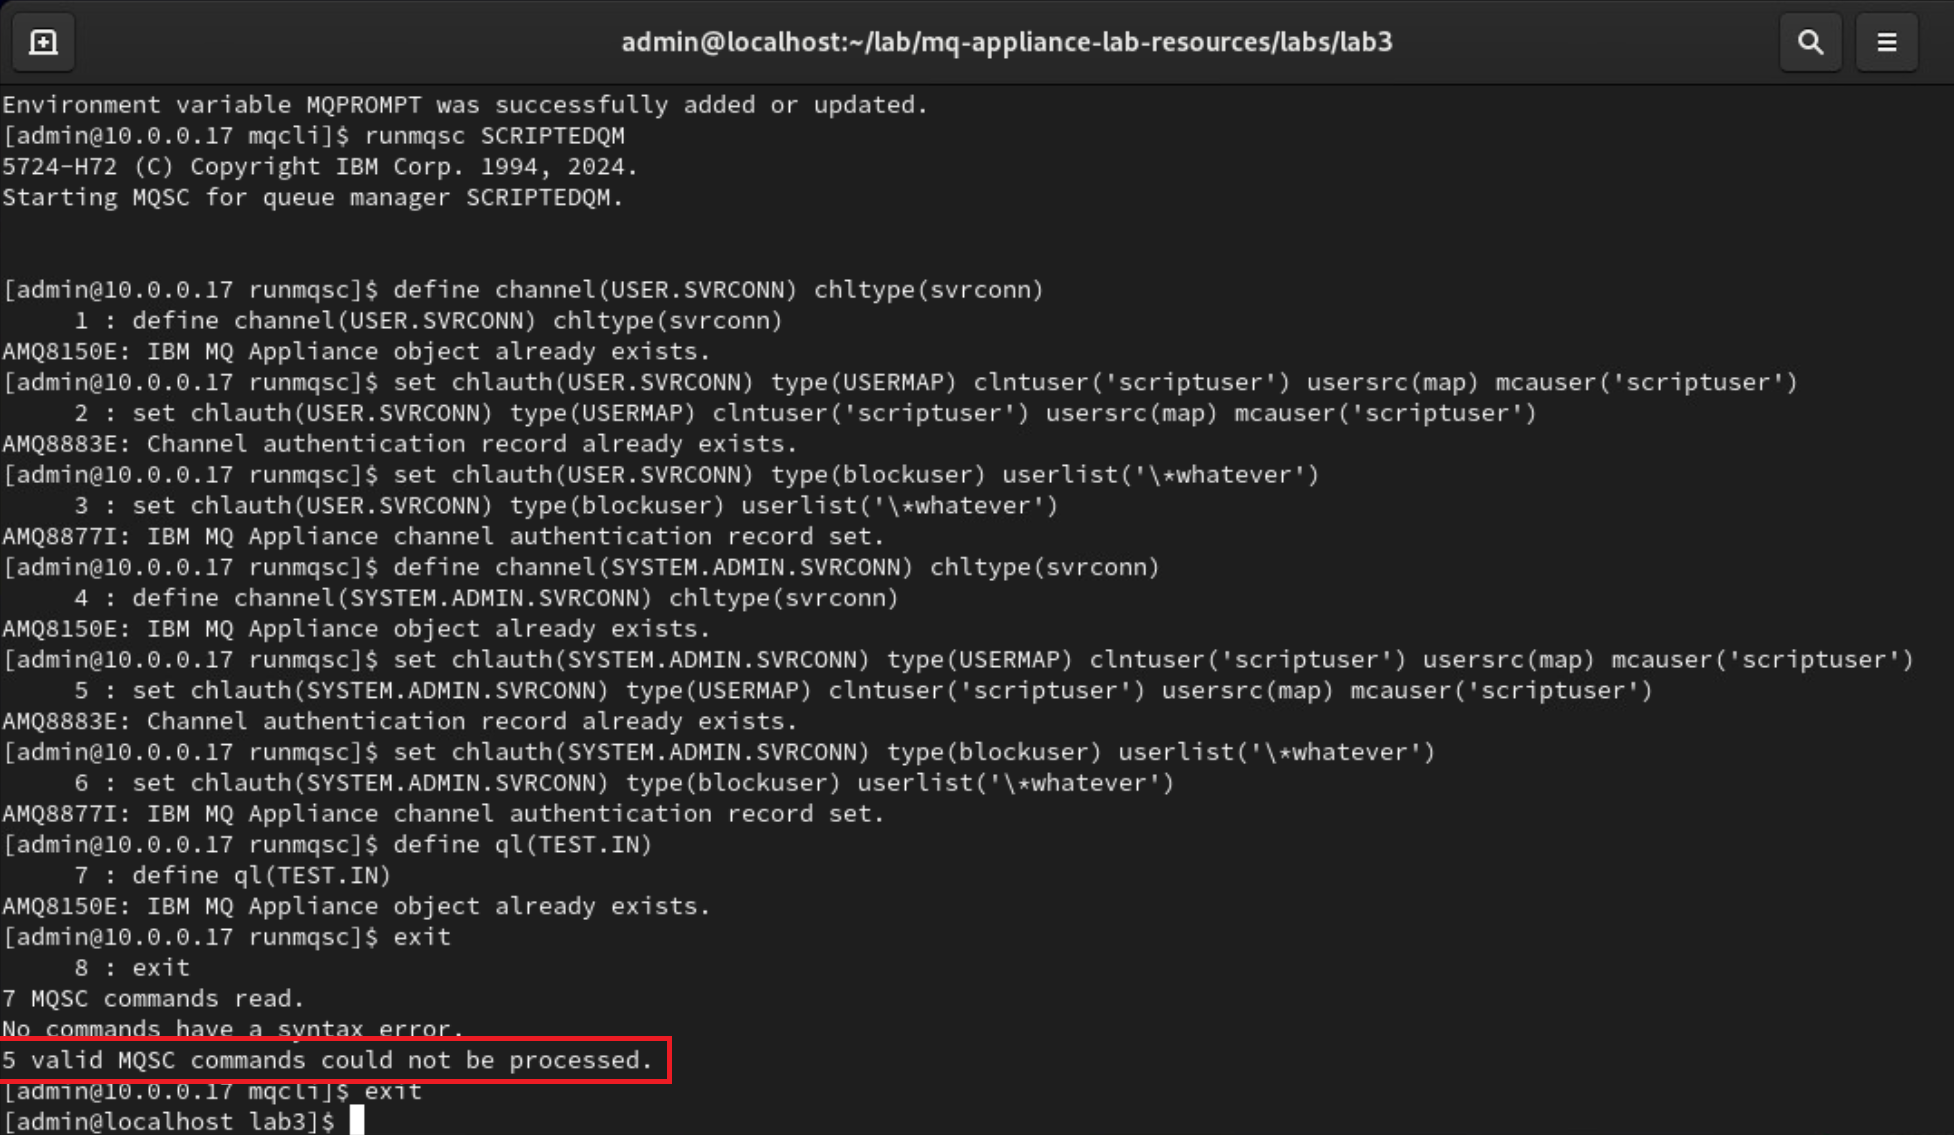 admin@localhost:~/lab/mq-appliance-lab-resources/labs/lab3
Environment variable MQPROMPT was successfully added or updated.
[admin@10.0.0.17 mqcli]$ runmqsc SCRIPTEDQM
5724-H72 (C) Copyright IBM Corp. 1994, 2024.
Starting MQSC for queue manager SCRIPTEDQM.
[admin@10.0.0.17 runmqsc]$ define channel(USER.SVRCONN) chltype(svrconn)
1 : define channel(USER.SVRCONN) chltype(svrconn)
AMQ8150E: IBM MQ Appliance object already exists.
[admin@10.0.0.17 runmqsc]$ set chlauth(USER.SVRCONN) type(USERMAP) clntuser('scriptuser') usersrc(map) mcauser('scriptuser')
2 : set chlauth(USER.SVRCONN) type(USERMAP) clntuser('scriptuser') usersrc(map) mcauser('scriptuser')
AMQ8883E: Channel authentication record already exists.
[admin@10.0.0.17 runmqsc]$ set chlauth(USER.SVRCONN) type(blockuser) userlist('\*whatever')
3 : set chlauth(USER.SVRCONN) type(blockuser) userlist('\*whatever')
AMQ8877I: IBM MQ Appliance channel authentication record set.
[admin@10.0.0.17 runmqsc]$ define channel(SYSTEM.ADMIN.SVRCONN) chltype(svrconn)
4 : define channel(SYSTEM.ADMIN.SVRCONN) chltype(svrconn)
AMQ8150E: IBM MQ Appliance object already exists.
[admin@10.0.0.17 runmqsc]$ set chlauth(SYSTEM.ADMIN.SVRCONN) type(USERMAP) clntuser('scriptuser') usersrc(map) mcauser('scriptuser')
5 : set chlauth(SYSTEM.ADMIN.SVRCONN) type(USERMAP) clntuser('scriptuser') usersrc(map) mcauser('scriptuser')
AMQ8883E: Channel authentication record already exists.
[admin@10.0.0.17 runmqsc]$ set chlauth(SYSTEM.ADMIN.SVRCONN) type(blockuser) userlist('\*whatever')
6 : set chlauth(SYSTEM.ADMIN.SVRCONN) type(blockuser) userlist('\*whatever')
AMQ8877I: IBM MQ Appliance channel authentication record set.
[admin@10.0.0.17 runmqsc]$ define ql(TEST.IN)
7 : define ql(TEST.IN)
AMQ8150E: IBM MQ Appliance object already exists.
[admin@10.0.0.17 runmqsc]$ exit
8 : exit
7 MQSC commands read.
No commands have a syntax error.
5 valid MQSC commands could not be processed.
[admin@10.0.0.17 mqcli]$ exit
[admin@localhost lab3]$